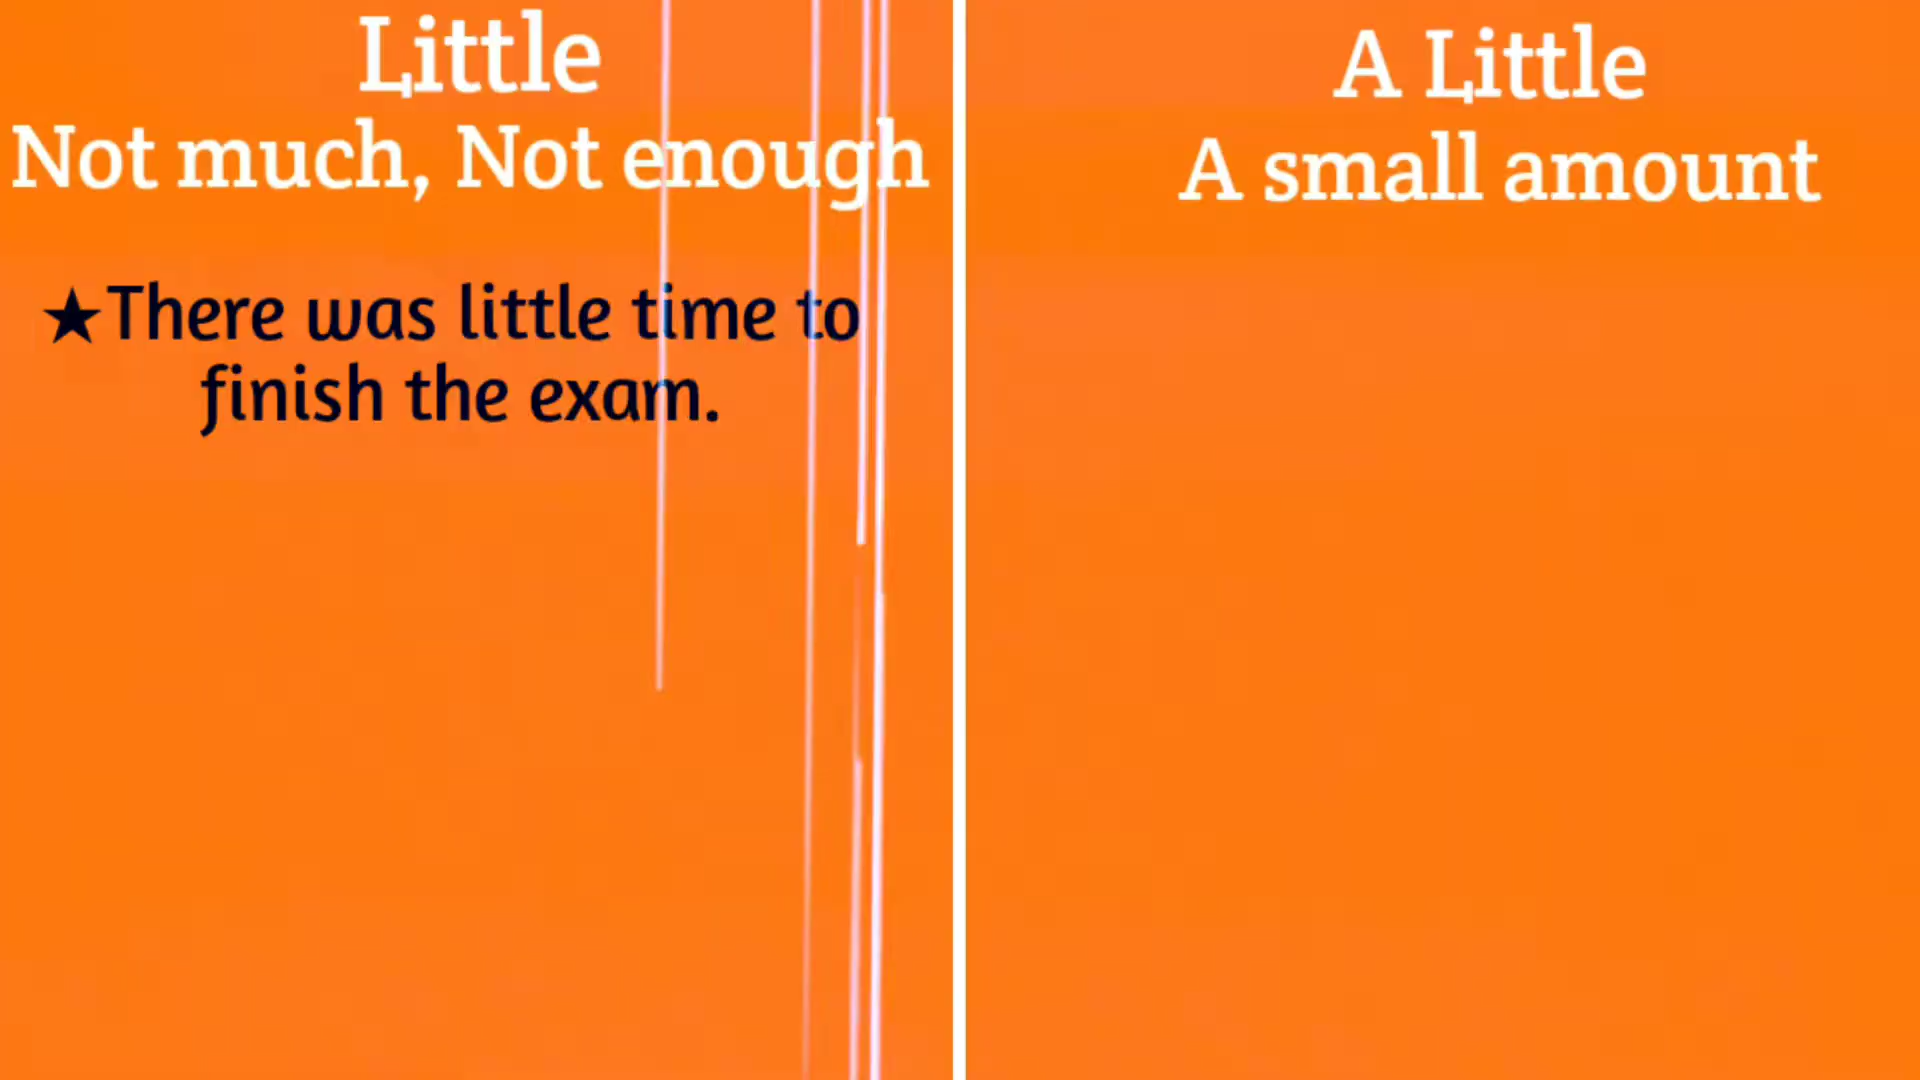 Little
Not much, Not enough
★There was little time to
finish the exam.
A Little
A small amount